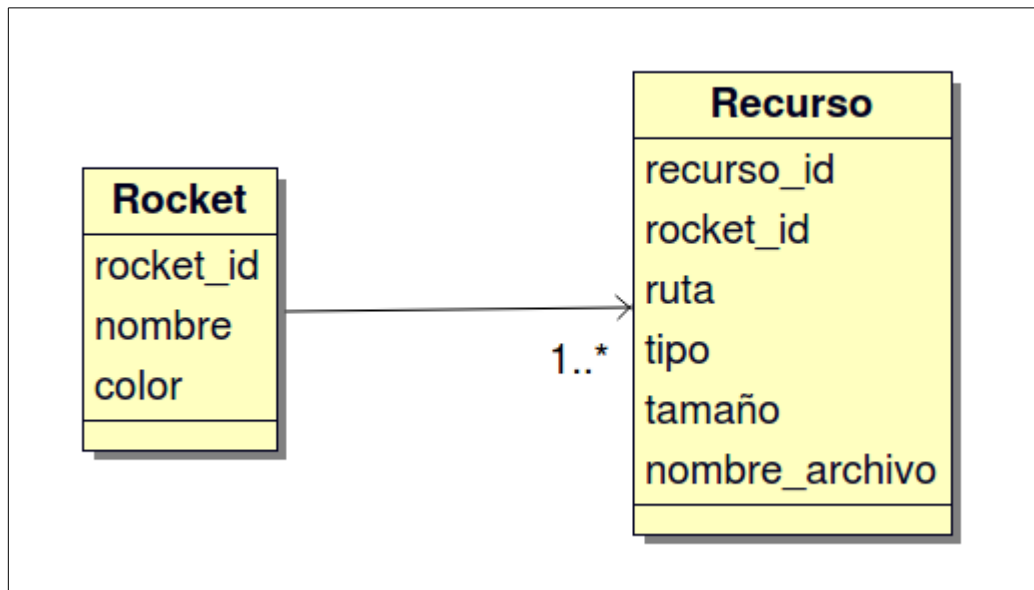 Rocket
rocket_id
nombre
color
1..*
Recurso
recurso_id
rocket_id
ruta
tipo
tamaño
nombre_archivo